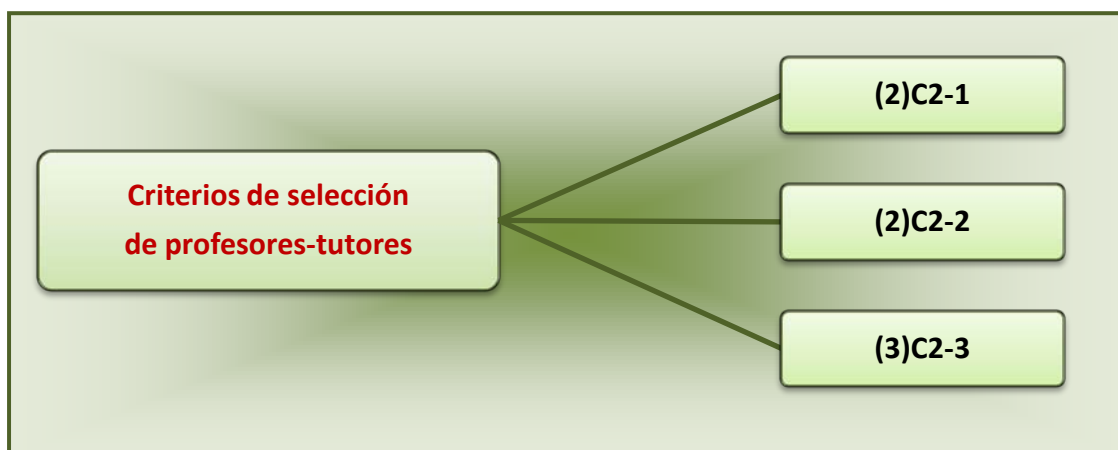 Criterios de selección
de profesores-tutores
(2)C2-1
(2)C2-2
(3)C2-3